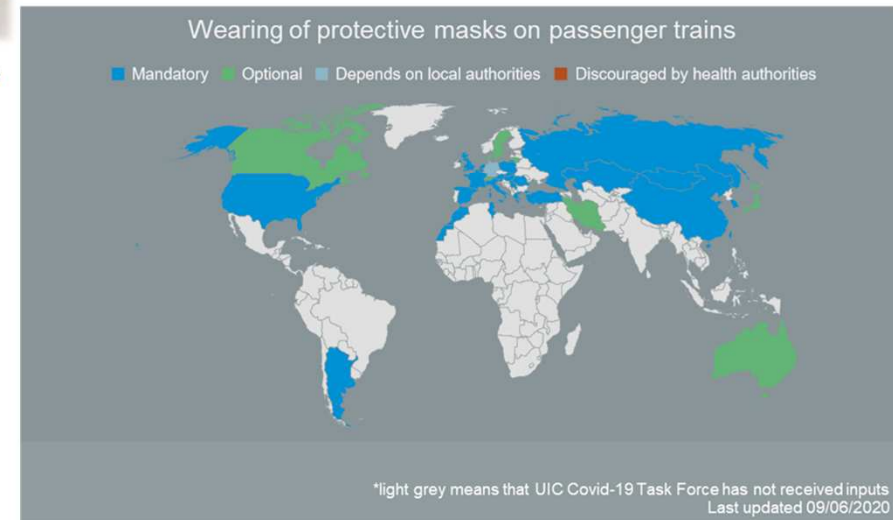 Wearing of protective masks on passenger trains
Mandatory Optional Depends on local authorities Discouraged by health authorities
*light grey means that UIC Covid-19 Task Force has not received inputs
Last updated 09/06/2020